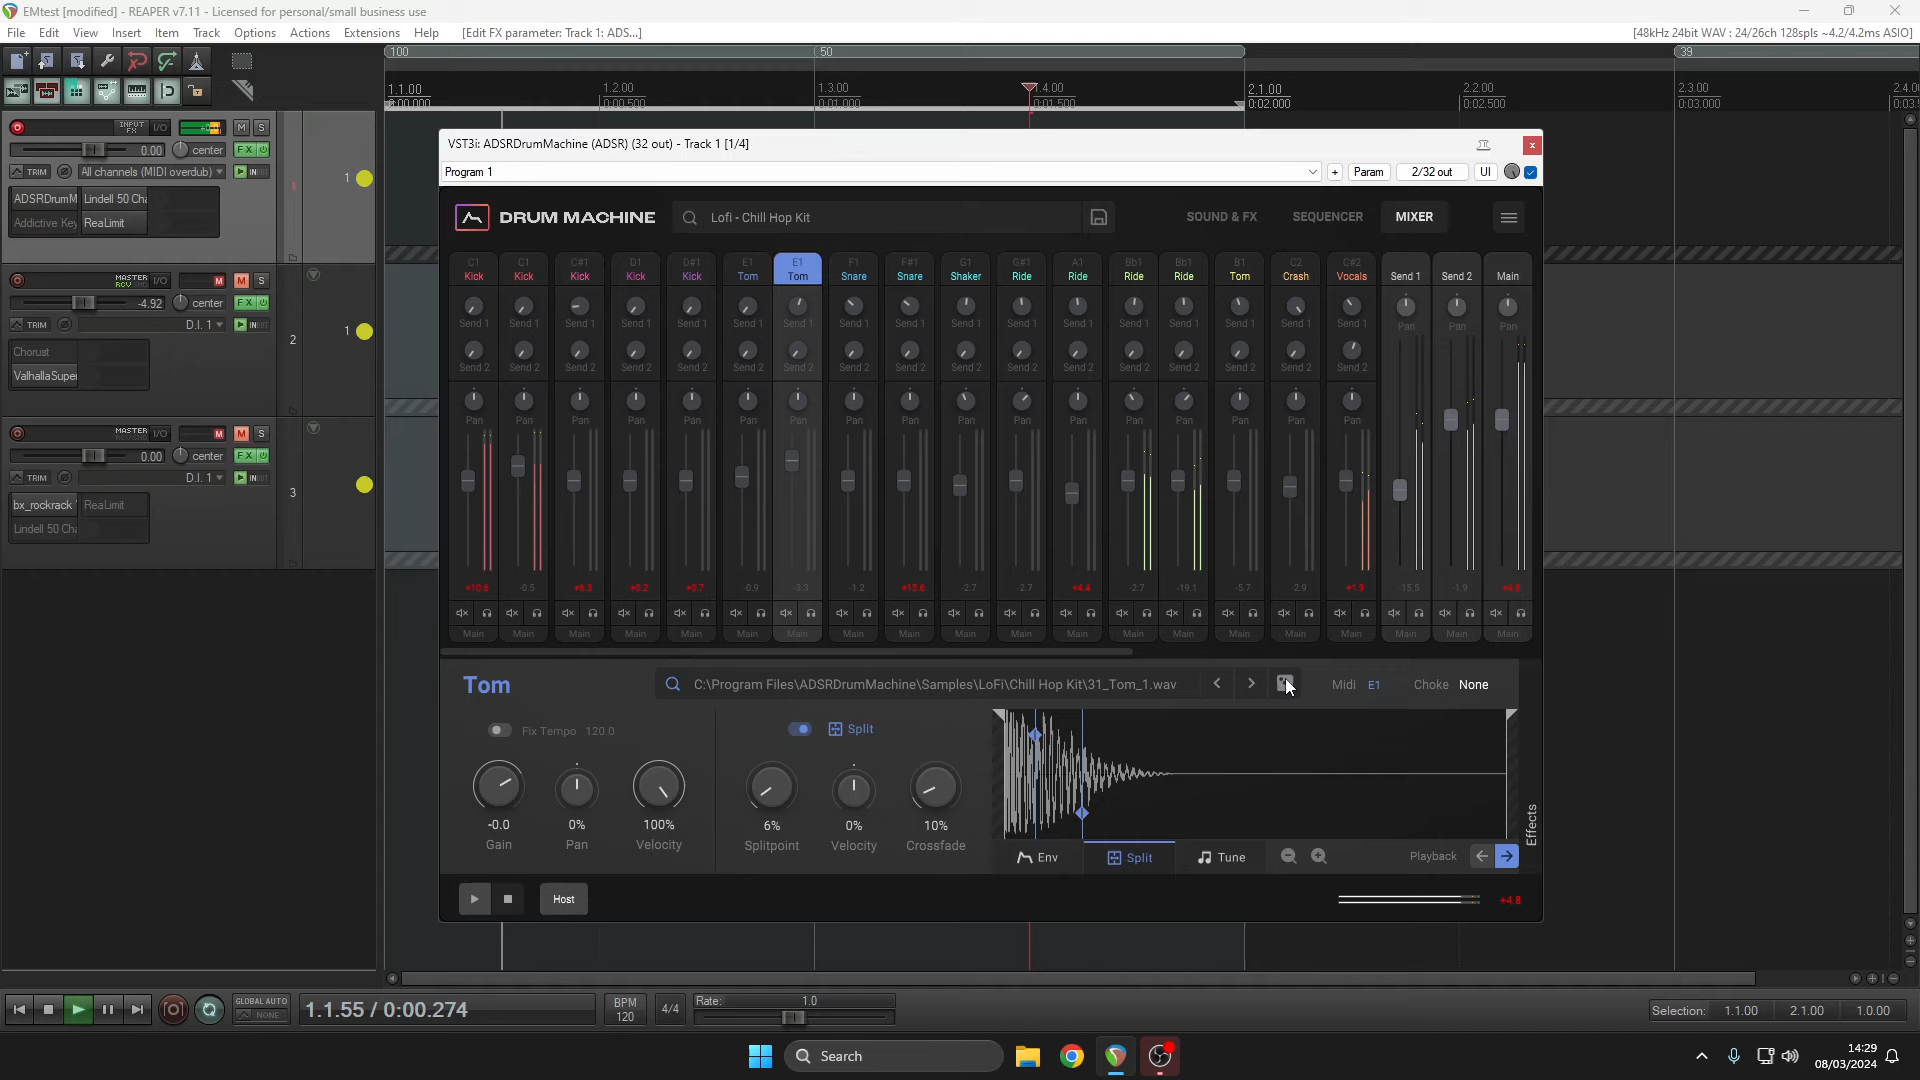 EMtest [modified] - REAPER v7.11 - Licensed for personal/small business use
File Edit View Insert Item Track Options Actions Extensions Help [Edit FX parameter: Track 1: ADS...]
[48kHz 24bit WAV : 24/26ch 128spls ~4.2/4.2ms ASIO]
100 50 39
1.1.00 1.2.00 1.3.00 1.4.00 2.1.00 2.2.00 2.3.00
0:00.000 0:00.500 0:01.000 0:01.500 0:02.000 0:02.500 0:03.000
INPUT FX I/O M S
0.00 center FX
TRIM All channels (MIDI overdub) IN
1 1
ADSRDrumM Lindell 50 Cha
Addictive Key ReaLimit
MASTER I/O M M S
-4.92 center FX
TRIM D.I. 1
2 1
Chorust
ValhallaSuper
MASTER I/O M M S
0.00 center FX
TRIM D.I. 1
3
bx_rockrack ReaLimit
Lindell 50 Cha
VST3i: ADSRDrumMachine (ADSR) (32 out) - Track 1 [1/4] x
Program 1 + Param 2/32 out UI
DRUM MACHINE Lofi - Chill Hop Kit SOUND & FX SEQUENCER MIXER
C1 C1 C#1 D1 D#1 E1 E1 F1 F#1 G1 G#1 A1 Bb1 Bb1 B1 C2 C#2
Kick Kick Kick Kick Kick Tom Tom Snare Snare Shaker Ride Ride Ride Ride Tom Crash Vocals Send 1 Send 2 Main
Send 1 Send 1 Send 1 Send 1 Send 1 Send 1 Send 1 Send 1 Send 1 Send 1 Send 1 Send 1 Send 1 Send 1 Send 1 Send 1 Send 1 Pan Pan Pan
Send 2 Send 2 Send 2 Send 2 Send 2 Send 2 Send 2 Send 2 Send 2 Send 2 Send 2 Send 2 Send 2 Send 2 Send 2 Send 2 Send 2
Pan Pan Pan Pan Pan Pan Pan Pan Pan Pan Pan Pan Pan Pan Pan Pan Pan
+10.6 -0.5 +6.3 +0.2 +0.7 -0.9 -3.3 -1.2 +13.6 -2.7 -2.7 +4.4 -2.7 -19.1 -5.7 -2.9 +1.9 -15.5 -1.9 +4.8
Main Main Main Main Main Main Main Main Main Main Main Main Main Main Main Main Main Main Main Main
Tom C:\Program Files\ADSRDrumMachine\Samples\LoFi\Chill Hop Kit\31_Tom_1.wav Midi E1 Choke None
Fix Tempo 120.0 Split
-0.0 0% 100% 6% 0% 10%
Gain Pan Velocity Splitpoint Velocity Crossfade
Effects
Env Split Tune Playback
Host +4.8
GLOBAL AUTO
NONE
1.1.55 / 0:00.274
BPM
120
4/4
Rate: 1.0
Selection: 1.1.00 2.1.00 1.0.00
Search
14:29
08/03/2024